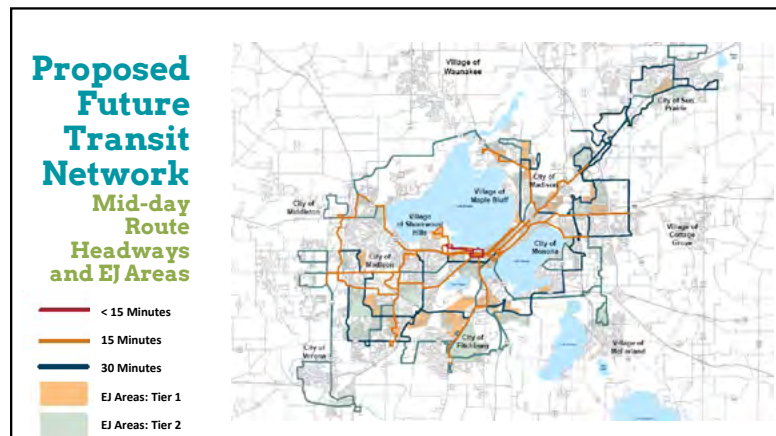 Proposed
Future
Transit
Network
Mid-day
Route
Headways
and EJ Areas
< 15 Minutes
15 Minutes
30 Minutes
EJ Areas: Tier 1
EJ Areas: Tier 2
Village of
Waunakee
City of Sun
Prairie
City of
Madison
Village of
Maple Bluff
City of
Middleton
Village
of Shorewood
Hills
City of
Madison
City of
Monona
Village of
Cottage
Grove
City of
Verona
City of
Fitchburg
Village of
McFarland